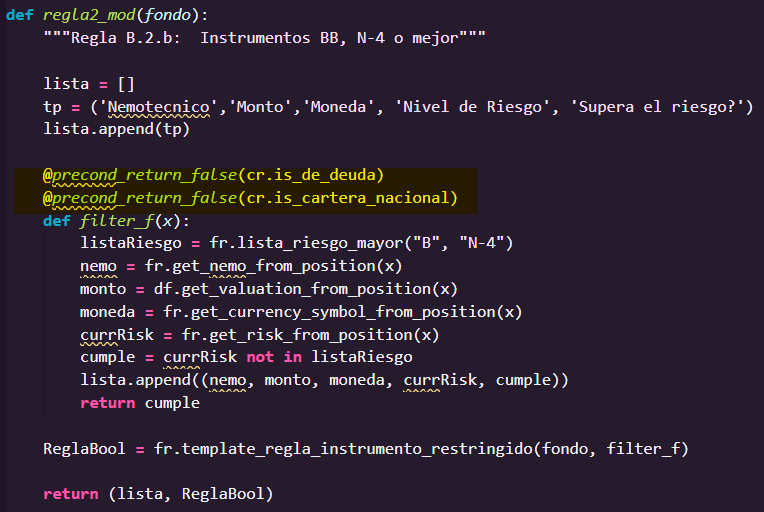 def regla2_mod(fondo):
"""Regla B.2.b:  Instrumentos BB, N-4 o mejor"""
lista = []
tp = ('Nemotecnico','Monto','Moneda', 'Nivel de Riesgo', 'Supera el riesgo?')
lista.append(tp)
@precond_return_false(cr.is_de_deuda)
@precond_return_false(cr.is_cartera_nacional)
def filter_f(x):
listaRiesgo = fr.lista_riesgo_mayor("B", "N-4")
nemo = fr.get_nemo_from_position(x)
monto = df.get_valuation_from_position(x)
moneda = fr.get_currency_symbol_from_position(x)
currRisk = fr.get_risk_from_position(x)
cumple = currRisk not in listaRiesgo
lista.append((nemo, monto, moneda, currRisk, cumple))
return cumple
ReglaBool = fr.template_regla_instrumento_restringido(fondo, filter_f)
return (lista, ReglaBool)